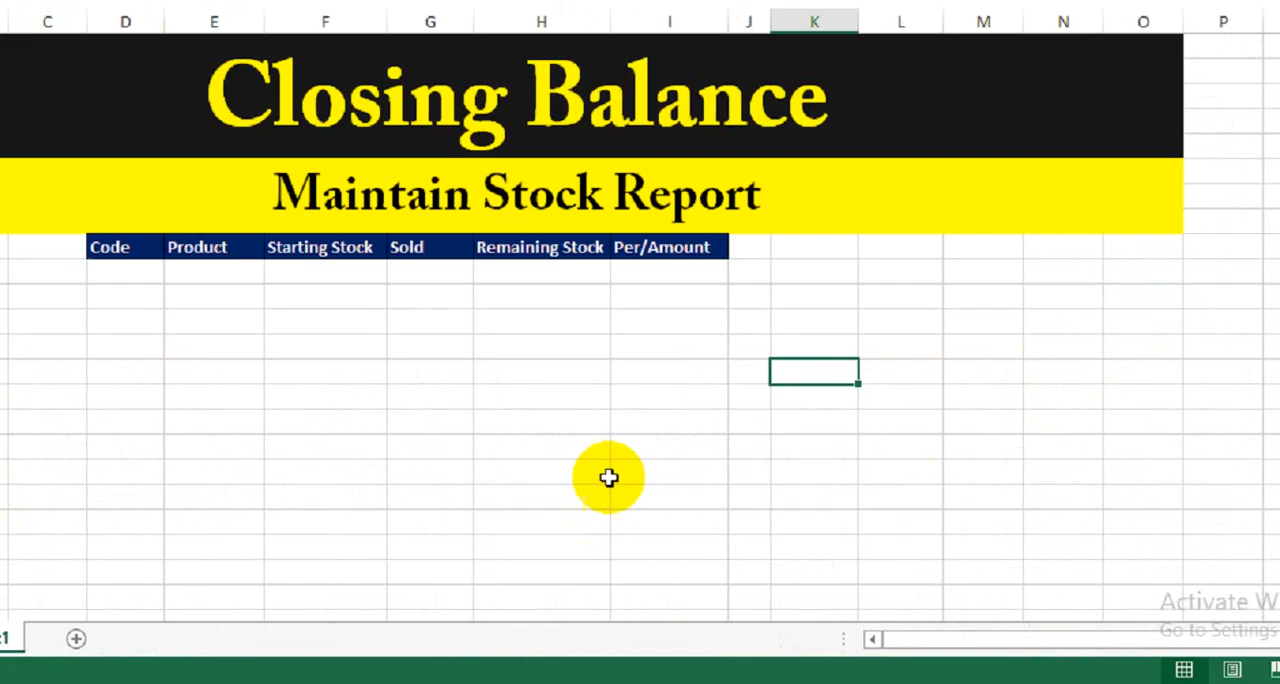 C D E F G H I J K L M N O P
Closing Balance
Maintain Stock Report
Code Product Starting Stock Sold Remaining Stock Per/Amount
Activate W
Go to Settings